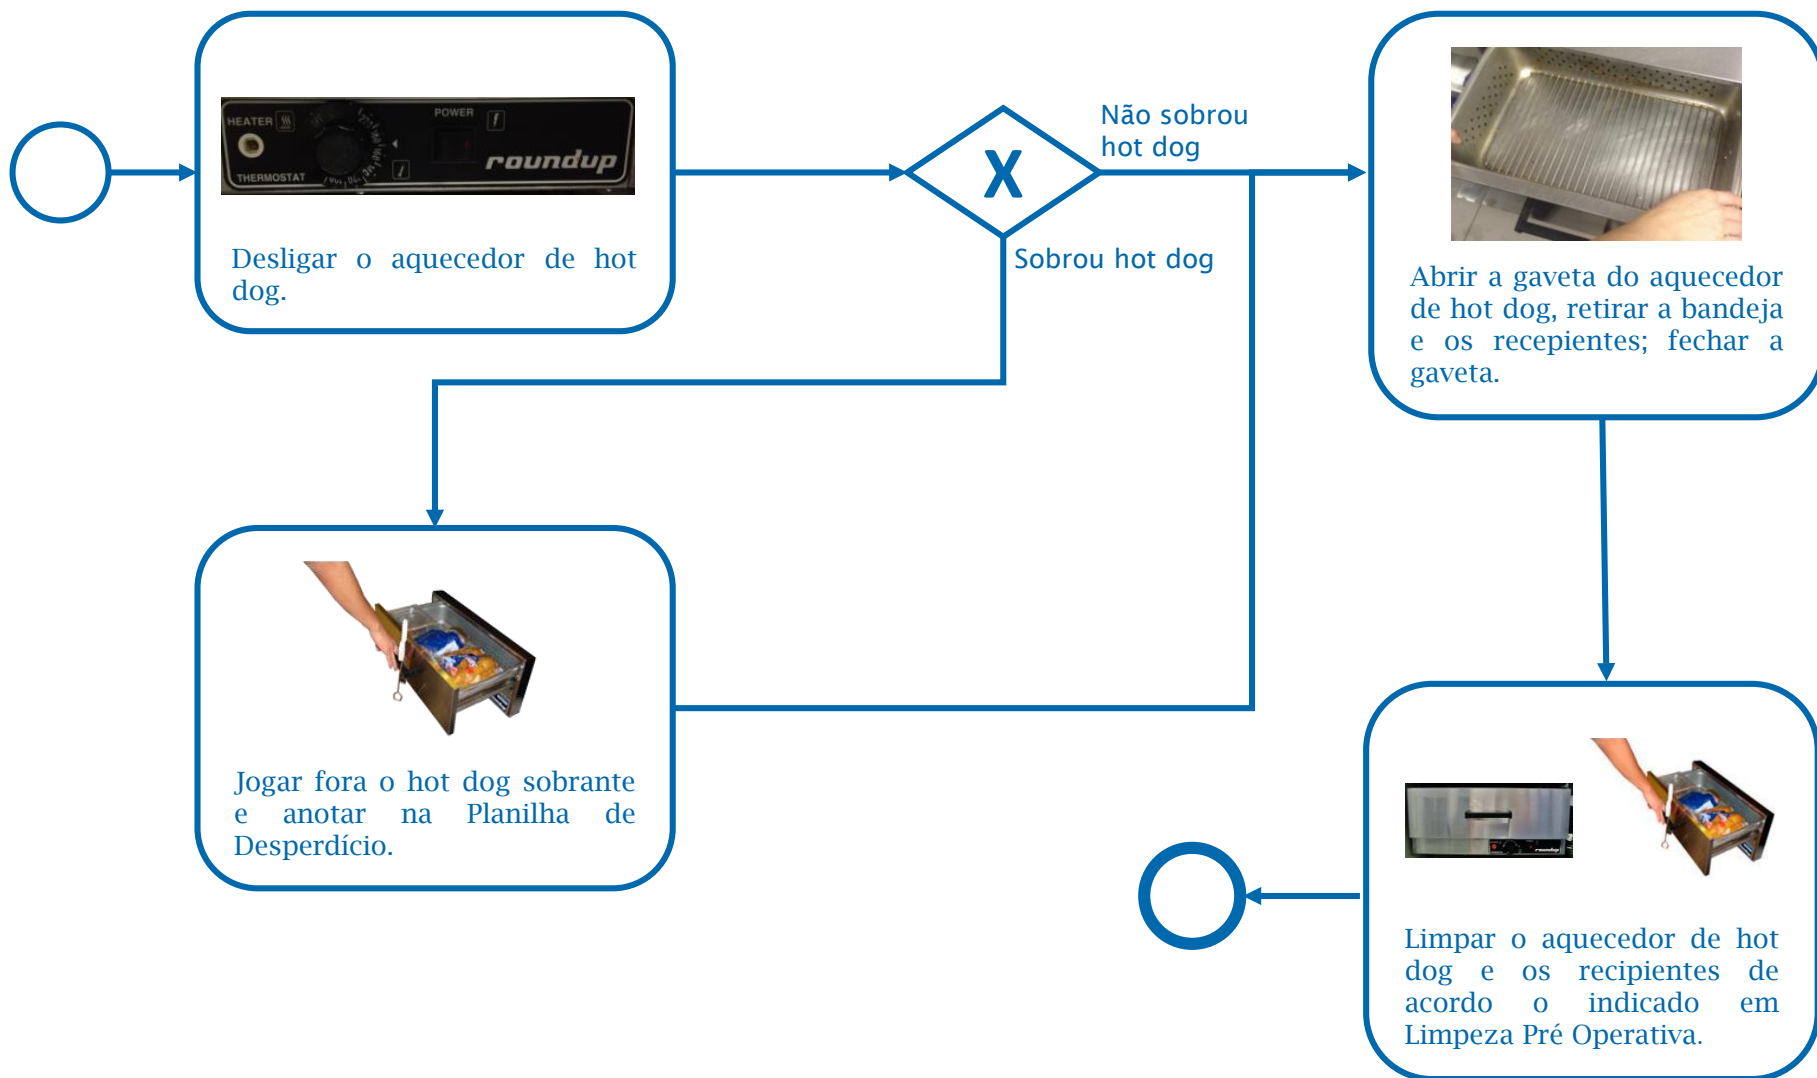 HEATER
POWER
THERMOSTAT
roundup
Desligar o aquecedor de hot
dog.
X
Não sobrou
hot dog
Sobrou hot dog
Abrir a gaveta do aquecedor
de hot dog, retirar a bandeja
e os recepientes; fechar a
gaveta.
Jogar fora o hot dog sobrante
e anotar na Planilha de
Desperdício.
roundup
Limpar o aquecedor de hot
dog e os recipientes de
acordo o indicado em
Limpeza Pré Operativa.